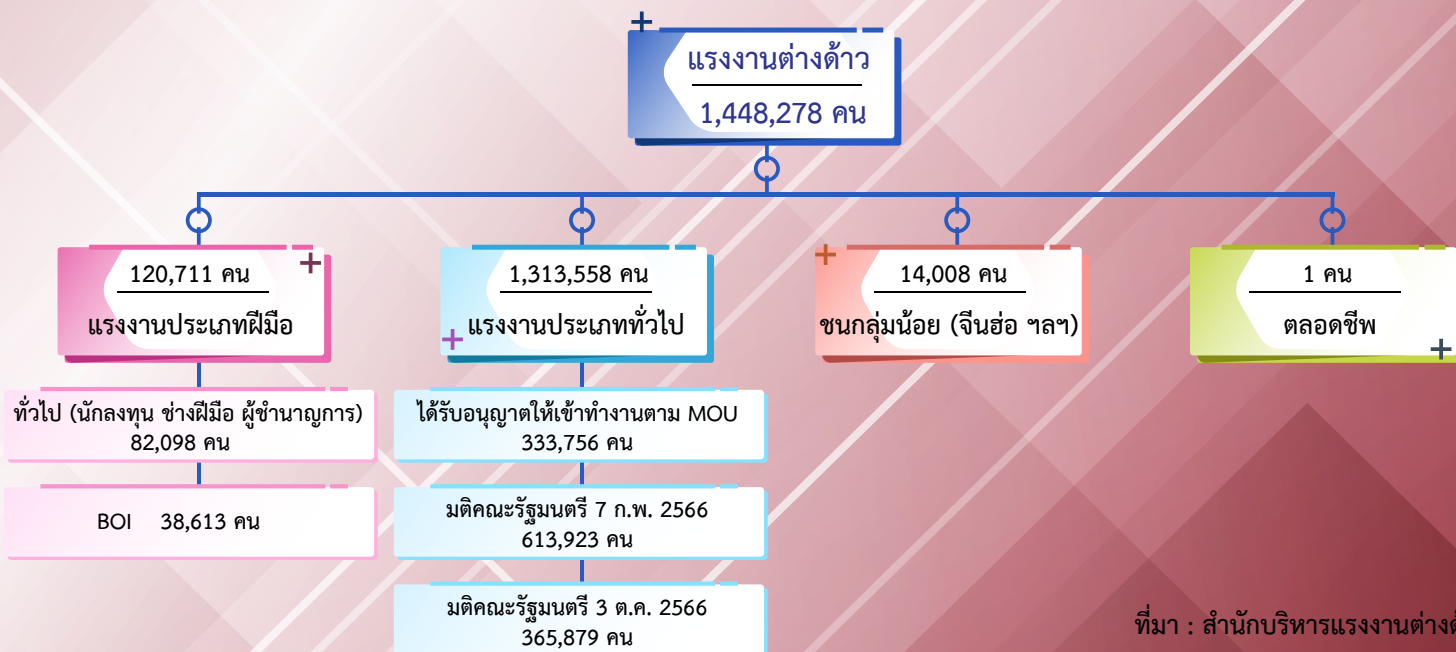 แรงงานต่างด้าว
1,448,278 คน
120,711 คน
แรงงานประเภทฝีมือ
1,313,558 คน
แรงงานประเภททั่วไป
14,008 คน
ชนกลุ่มน้อย (จีนฮ่อ ฯลฯ)
1 คน
ตลอดชีพ
ทั่วไป (นักลงทุน ช่างฝีมือ ผู้ชำนาญการ)
82,098 คน
BOI 38,613 คน
ได้รับอนุญาตให้เข้าทำงานตาม MOU
333,756 คน
มติคณะรัฐมนตรี 7 ก.พ. 2566
613,923 คน
มติคณะรัฐมนตรี 3 ต.ค. 2566
365,879 คน
ที่มา : สำนักบริหารแรงงาน